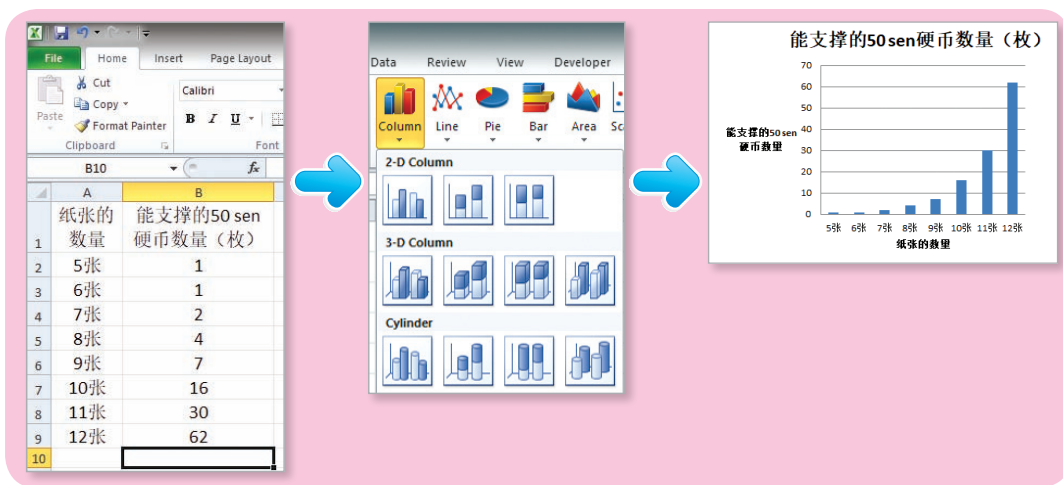 File Home Insert Page Layout
Cut
Copy
Paste
Format Painter
Clipboard
Calibri
B I U
Font
B10 fx
A B
1 纸张的数量 能支撑的50 sen硬币数量（枚）
2 5张 1
3 6张 1
4 7张 2
5 8张 4
6 9张 7
7 10张 16
8 11张 30
9 12张 62
10
Data Review View Developer
Column Line Pie Bar Area Sc
2-D Column
3-D Column
Cylinder
能支撑的50 sen硬币数量（枚）
能支撑的50 sen
硬币数量
70
60
50
40
30
20
10
0
5张 6张 7张 8张 9张 10张 11张 12张
纸张的数量